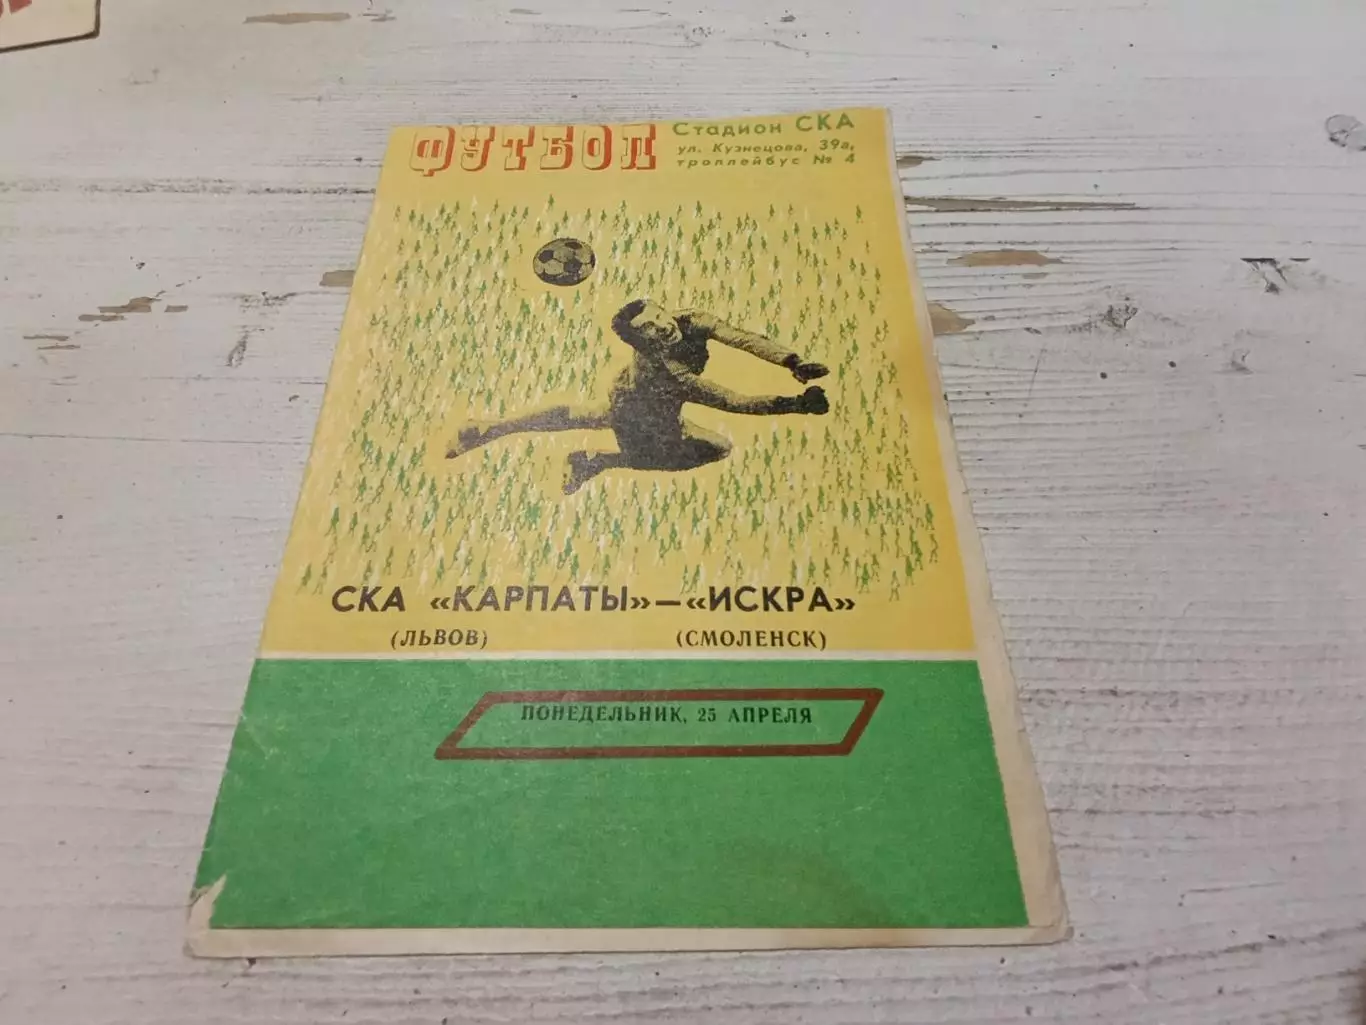 ФУТБОЛ
Стадион СКА
ул. Кузнецова, 39а,
троллейбус № 4
СКА «КАРПАТЫ»—«ИСКРА»
(ЛЬВОВ) (СМОЛЕНСК)
ПОНЕДЕЛЬНИК, 25 АПРЕЛЯ